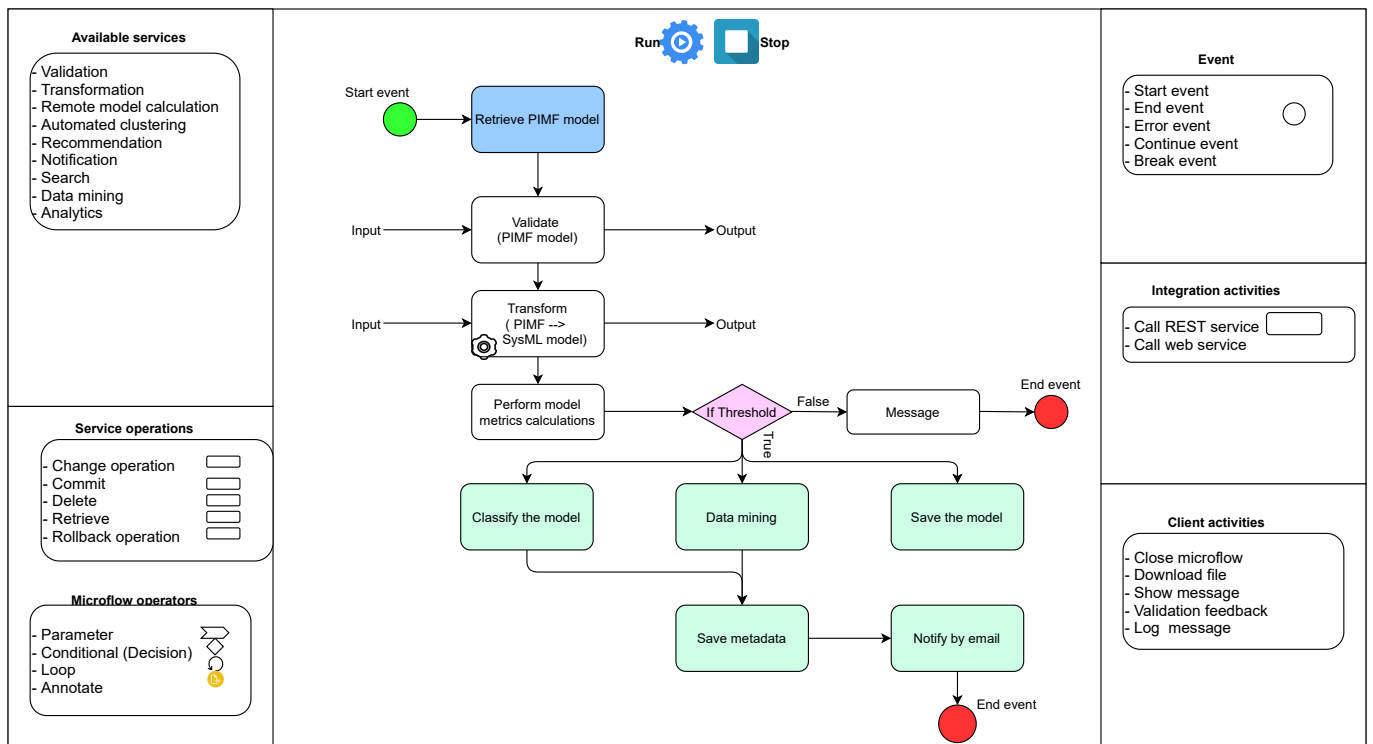 Available services
- Validation
- Transformation
- Remote model calculation
- Automated clustering
- Recommendation
- Notification
- Search
- Data mining
- Analytics
Service operations
- Change operation
- Commit
- Delete
- Retrieve
- Rollback operation
Microflow operators
- Parameter
- Conditional (Decision)
- Loop
- Annotate
Run
Stop
Start event
Retrieve PIMF model
Input
Validate
(PIMF model)
Output
Input
Transform
( PIMF -->
SysML model)
Output
Perform model
metrics calculations
If Threshold
False
Message
End event
True
Classify the model
Data mining
Save the model
Save metadata
Notify by email
End event
Event
- Start event
- End event
- Error event
- Continue event
- Break event
Integration activities
- Call REST service
- Call web service
Client activities
- Close microflow
- Download file
- Show message
- Validation feedback
- Log  message